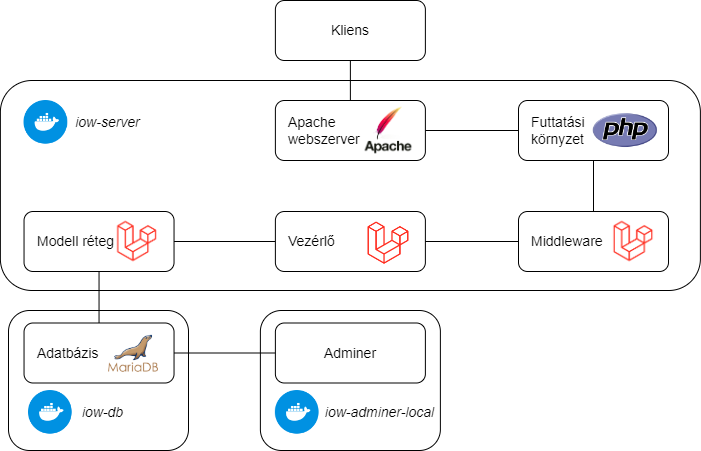 Kliens
iow-server
Apache
webszerver
Apache
Futtatási
környzet
php
Modell réteg
Vezérlő
Middleware
Adatbázis
MariaDB
Adminer
iow-db
iow-adminer-local